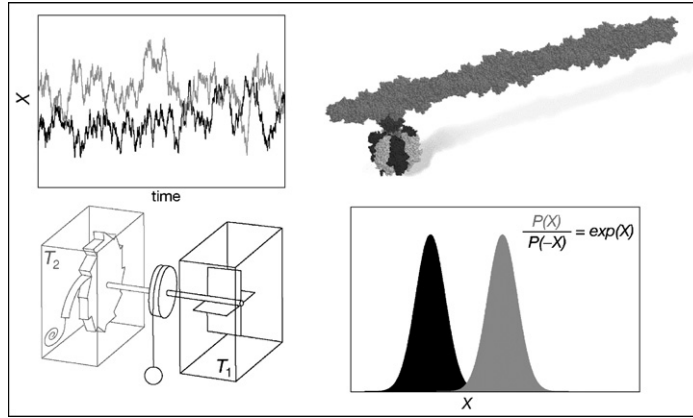 X
time
T₂
T₁
P(X)
P(−X)
= exp(X)
X